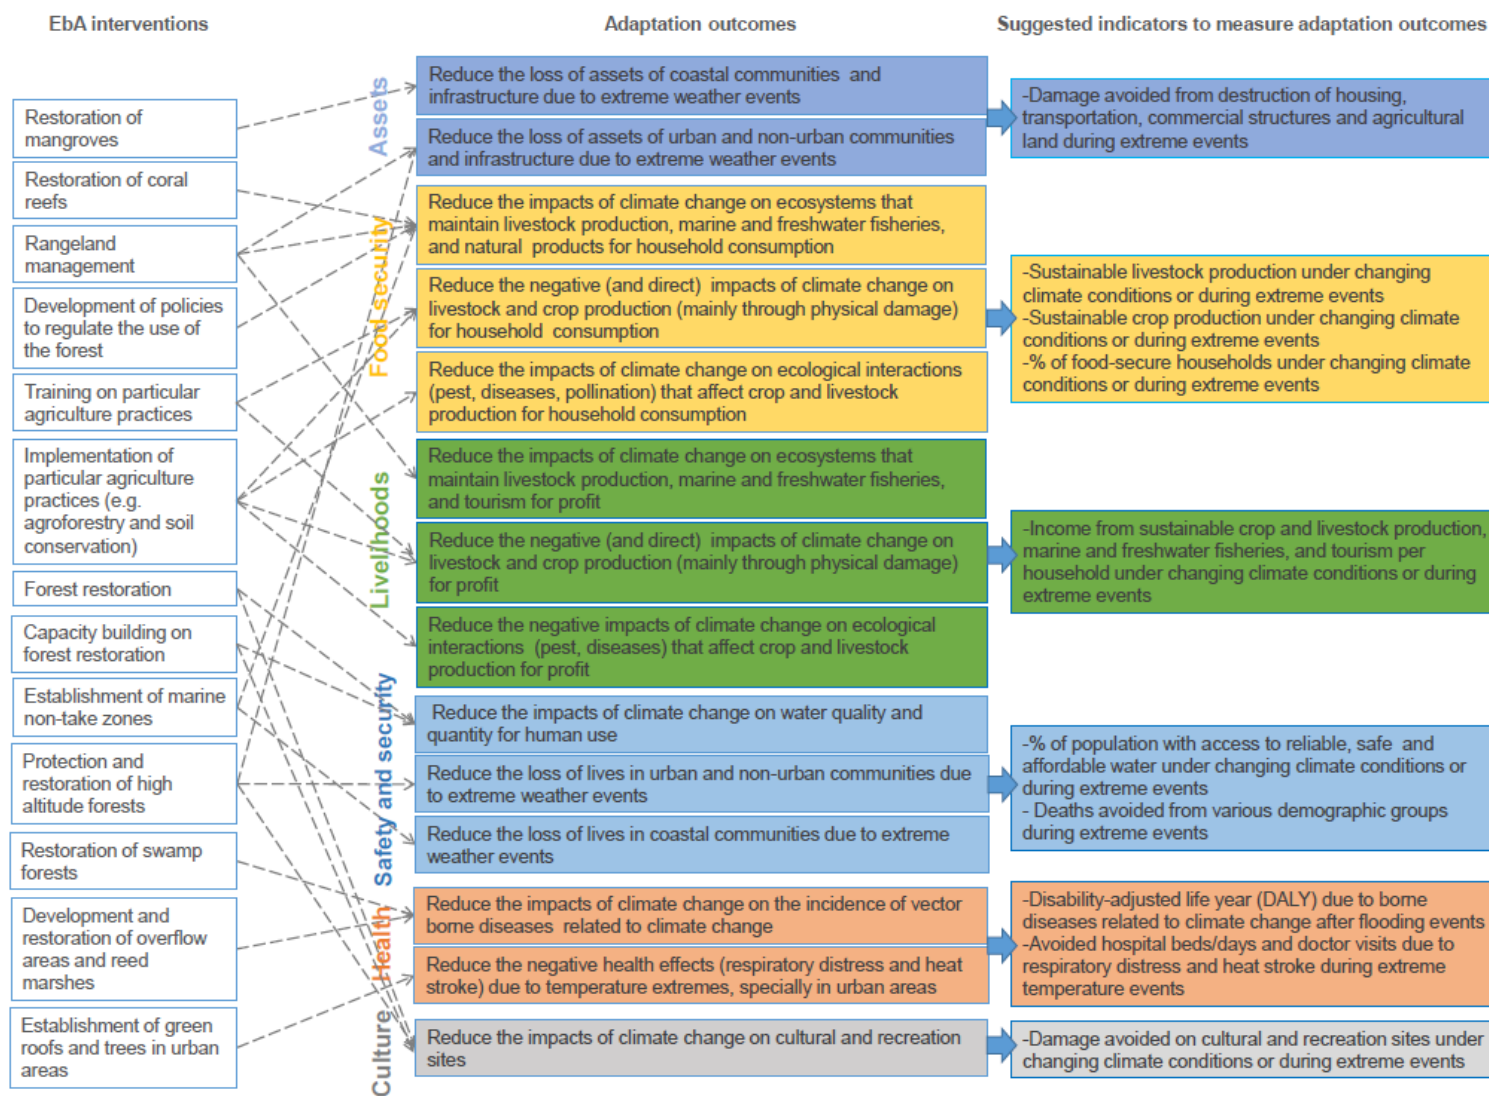 EbA interventions
Adaptation outcomes
Suggested indicators to measure adaptation outcomes
Restoration of
mangroves
Restoration of coral
reefs
Rangeland
management
Development of policies
to regulate the use of
the forest
Training on particular
agriculture practices
Implementation of
particular agriculture
practices (e.g.
agroforestry and soil
conservation)
Forest restoration
Capacity building on
forest restoration
Establishment of marine
non-take zones
Protection and
restoration of high
altitude forests
Restoration of swamp
forests
Development and
restoration of overflow
areas and reed
marshes
Establishment of green
roofs and trees in urban
areas
Assets
Reduce the loss of assets of coastal communities and
infrastructure due to extreme weather events
Reduce the loss of assets of urban and non-urban communities
and infrastructure due to extreme weather events
Food security
Reduce the impacts of climate change on ecosystems that
maintain livestock production, marine and freshwater fisheries,
and natural products for household consumption
Reduce the negative (and direct) impacts of climate change on
livestock and crop production (mainly through physical damage)
for household consumption
Reduce the impacts of climate change on ecological interactions
(pest, diseases, pollination) that affect crop and livestock
production for household consumption
Livelihoods
Reduce the impacts of climate change on ecosystems that
maintain livestock production, marine and freshwater fisheries,
and tourism for profit
Reduce the negative (and direct) impacts of climate change on
livestock and crop production (mainly through physical damage)
for profit
Reduce the negative impacts of climate change on ecological
interactions (pest, diseases) that affect crop and livestock
production for profit
Safety and security
Reduce the impacts of climate change on water quality and
quantity for human use
Reduce the loss of lives in urban and non-urban communities due
to extreme weather events
Reduce the loss of lives in coastal communities due to extreme
weather events
Health
Reduce the impacts of climate change on the incidence of vector
borne diseases related to climate change
Reduce the negative health effects (respiratory distress and heat
stroke) due to temperature extremes, specially in urban areas
Culture
Reduce the impacts of climate change on cultural and recreation
sites
-Damage avoided from destruction of housing,
transportation, commercial structures and agricultural
land during extreme events
-Sustainable livestock production under changing
climate conditions or during extreme events
-Sustainable crop production under changing climate
conditions or during extreme events
-% of food-secure households under changing climate
conditions or during extreme events
-Income from sustainable crop and livestock production,
marine and freshwater fisheries, and tourism per
household under changing climate conditions or during
extreme events
-% of population with access to reliable, safe and
affordable water under changing climate conditions or
during extreme events
- Deaths avoided from various demographic groups
during extreme events
-Disability-adjusted life year (DALY) due to borne
diseases related to climate change after flooding events
-Avoided hospital beds/days and doctor visits due to
respiratory distress and heat stroke during extreme
temperature events
-Damage avoided on cultural and recreation sites under
changing climate conditions or during extreme events